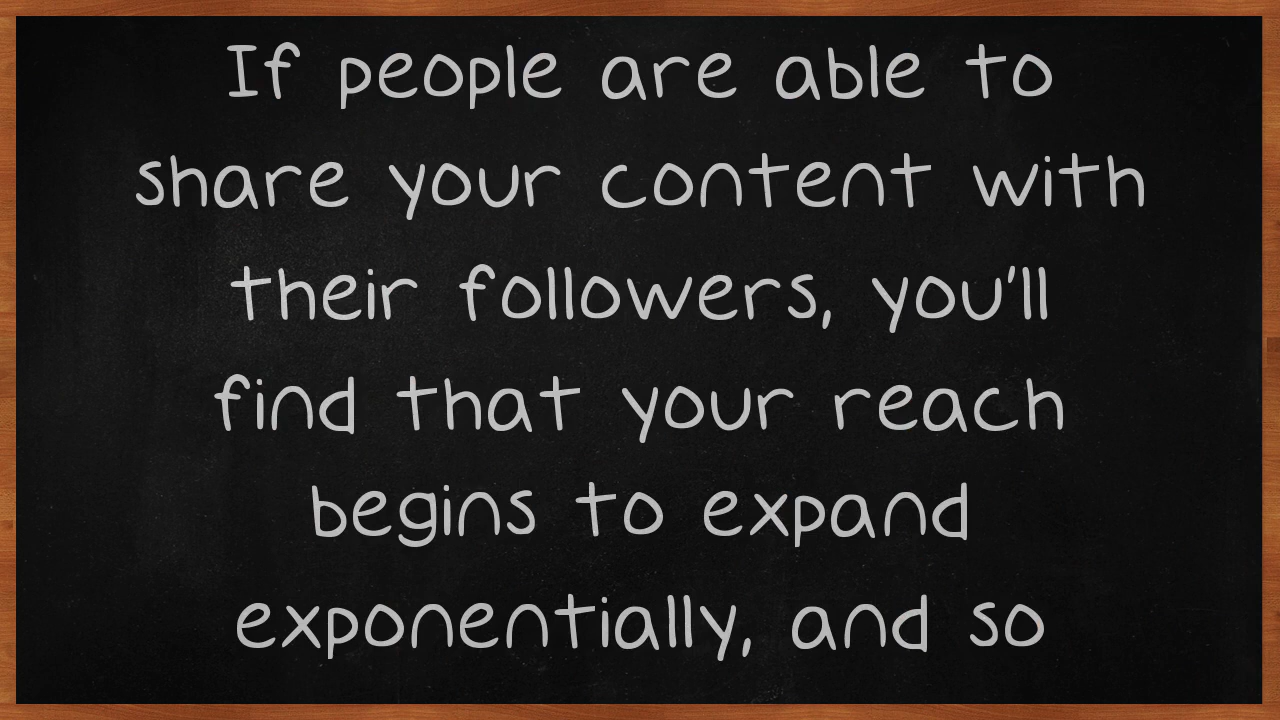 If people are able to
share your content with
their followers, you'll
find that your reach
begins to expand
exponentially, and so